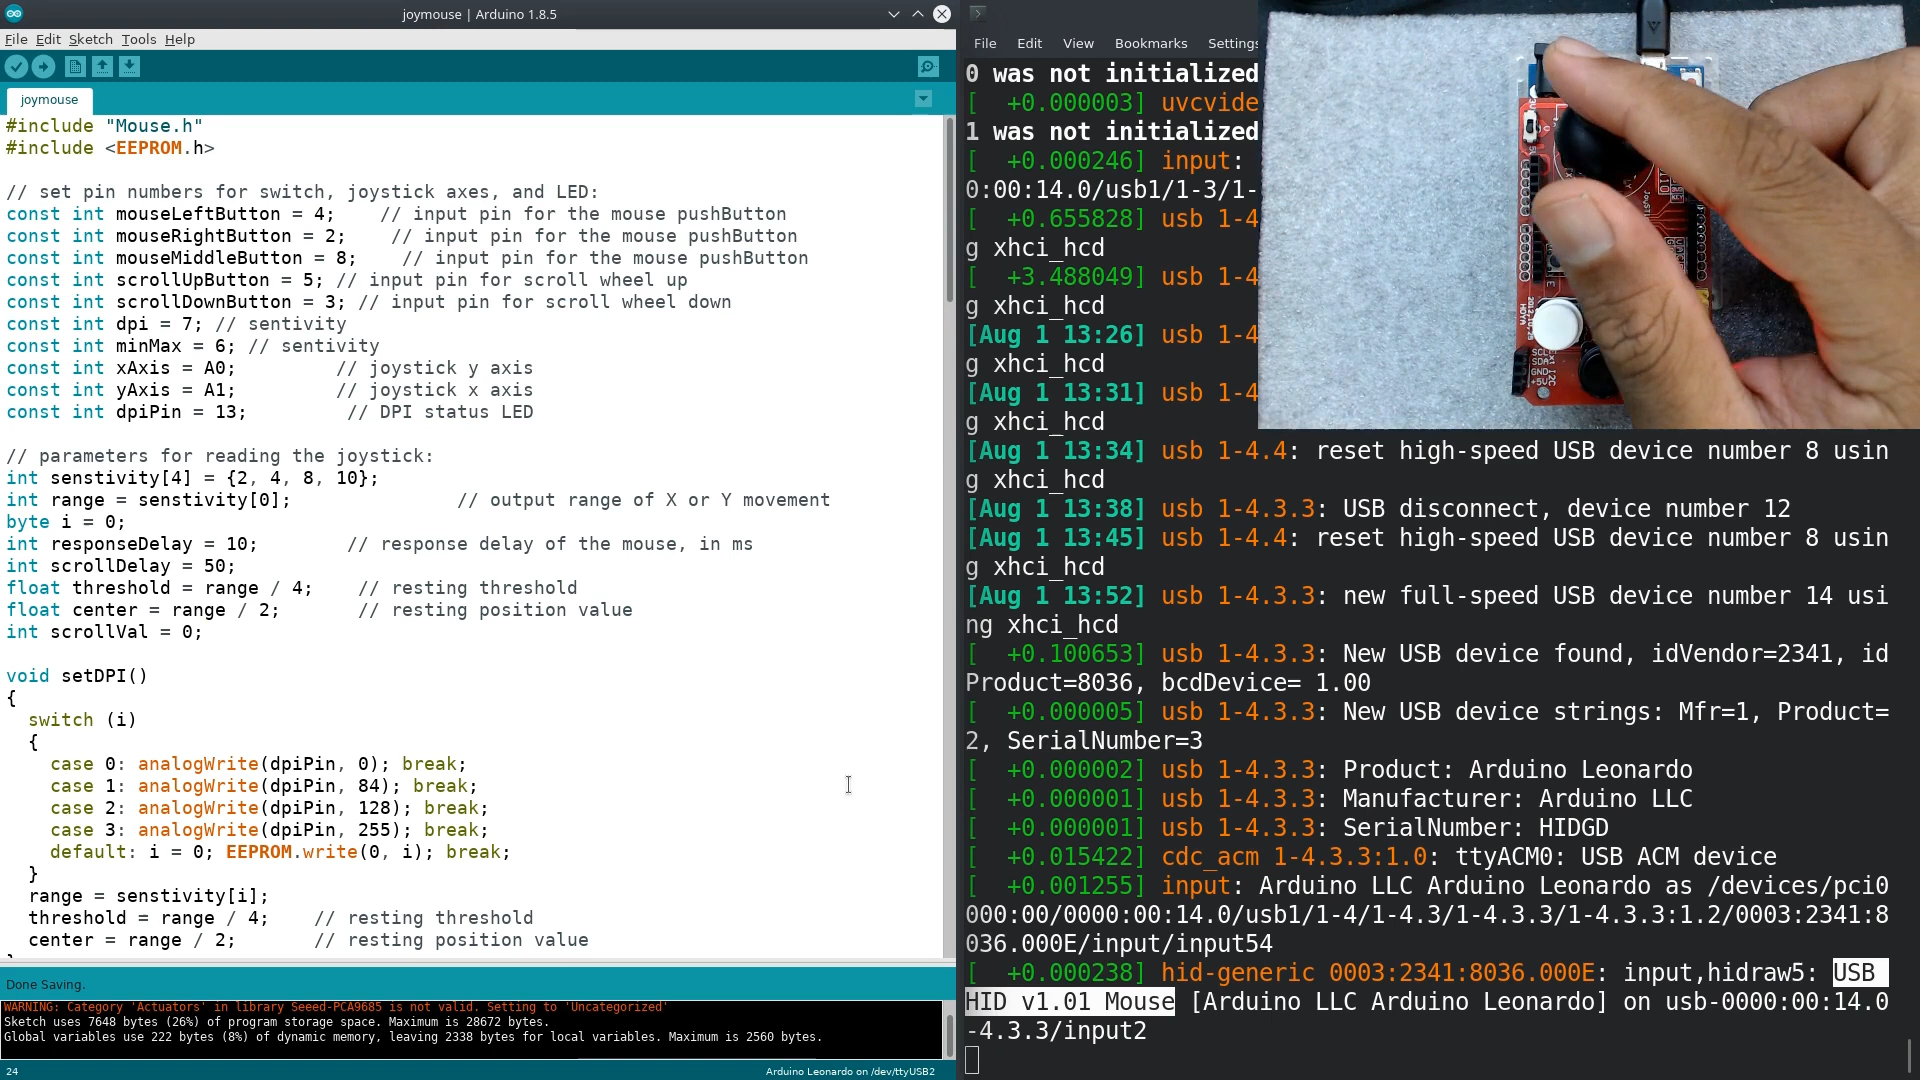 joymouse | Arduino 1.8.5
File Edit Sketch Tools Help
joymouse
#include "Mouse.h"
#include <EEPROM.h>
// set pin numbers for switch, joystick axes, and LED:
const int mouseLeftButton = 4;    // input pin for the mouse pushButton
const int mouseRightButton = 2;    // input pin for the mouse pushButton
const int mouseMiddleButton = 8;    // input pin for the mouse pushButton
const int scrollUpButton = 5; // input pin for scroll wheel up
const int scrollDownButton = 3; // input pin for scroll wheel down
const int dpi = 7; // sentivity
const int minMax = 6; // sentivity
const int xAxis = A0;         // joystick y axis
const int yAxis = A1;         // joystick x axis
const int dpiPin = 13;         // DPI status LED
// parameters for reading the joystick:
int senstivity[4] = {2, 4, 8, 10};
int range = senstivity[0];               // output range of X or Y movement
byte i = 0;
int responseDelay = 10;        // response delay of the mouse, in ms
int scrollDelay = 50;
float threshold = range / 4;    // resting threshold
float center = range / 2;       // resting position value
int scrollVal = 0;
void setDPI()
{
  switch (i)
  {
    case 0: analogWrite(dpiPin, 0); break;
    case 1: analogWrite(dpiPin, 84); break;
    case 2: analogWrite(dpiPin, 128); break;
    case 3: analogWrite(dpiPin, 255); break;
    default: i = 0; EEPROM.write(0, i); break;
  }
  range = senstivity[i];
  threshold = range / 4;    // resting threshold
  center = range / 2;       // resting position value
Done Saving.
WARNING: Category 'Actuators' in library Seeed-PCA9685 is not valid. Setting to 'Uncategorized'
Sketch uses 7648 bytes (26%) of program storage space. Maximum is 28672 bytes.
Global variables use 222 bytes (8%) of dynamic memory, leaving 2338 bytes for local variables. Maximum is 2560 bytes.
24
Arduino Leonardo on /dev/ttyUSB2
File Edit View Bookmarks Settings
0 was not initialized
[  +0.000003] uvcvide
1 was not initialized
[  +0.000246] input:
0:00:14.0/usb1/1-3/1-
[  +0.655828] usb 1-4
g xhci_hcd
[  +3.488049] usb 1-4
g xhci_hcd
[Aug 1 13:26] usb 1-4
g xhci_hcd
[Aug 1 13:31] usb 1-4
g xhci_hcd
[Aug 1 13:34] usb 1-4.4: reset high-speed USB device number 8 usin
g xhci_hcd
[Aug 1 13:38] usb 1-4.3.3: USB disconnect, device number 12
[Aug 1 13:45] usb 1-4.4: reset high-speed USB device number 8 usin
g xhci_hcd
[Aug 1 13:52] usb 1-4.3.3: new full-speed USB device number 14 usi
ng xhci_hcd
[  +0.100653] usb 1-4.3.3: New USB device found, idVendor=2341, id
Product=8036, bcdDevice= 1.00
[  +0.000005] usb 1-4.3.3: New USB device strings: Mfr=1, Product=
2, SerialNumber=3
[  +0.000002] usb 1-4.3.3: Product: Arduino Leonardo
[  +0.000001] usb 1-4.3.3: Manufacturer: Arduino LLC
[  +0.000001] usb 1-4.3.3: SerialNumber: HIDGD
[  +0.015422] cdc_acm 1-4.3.3:1.0: ttyACM0: USB ACM device
[  +0.001255] input: Arduino LLC Arduino Leonardo as /devices/pci0
000:00/0000:00:14.0/usb1/1-4/1-4.3/1-4.3.3/1-4.3.3:1.2/0003:2341:8
036.000E/input/input54
[  +0.000238] hid-generic 0003:2341:8036.000E: input,hidraw5: USB
HID v1.01 Mouse [Arduino LLC Arduino Leonardo] on usb-0000:00:14.0
-4.3.3/input2
SCL
SDA
GND
+5V